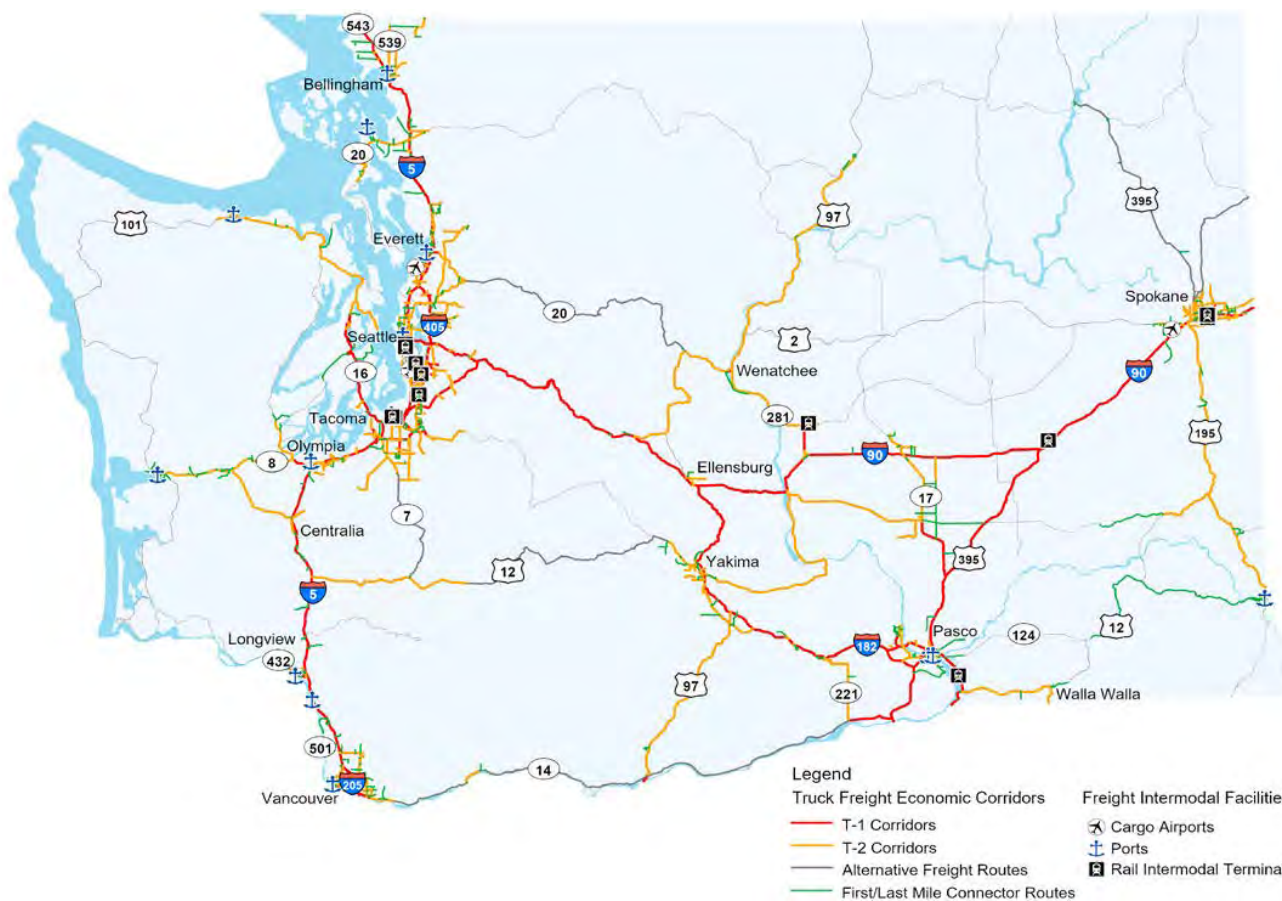 543
539
Bellingham
20
5
101
97
395
Everett
Spokane
405
20
Seattle
2
16
Wenatchee
90
Tacoma
281
195
Olympia
8
90
Ellensburg
17
7
Centralia
395
12
Yakima
5
Pasco
Longview
182
124
12
432
97
221
Walla Walla
501
14
205
Vancouver
Legend
Truck Freight Economic Corridors
T-1 Corridors
T-2 Corridors
Alternative Freight Routes
First/Last Mile Connector Routes
Freight Intermodal Facilitie
Cargo Airports
Ports
Rail Intermodal Termina